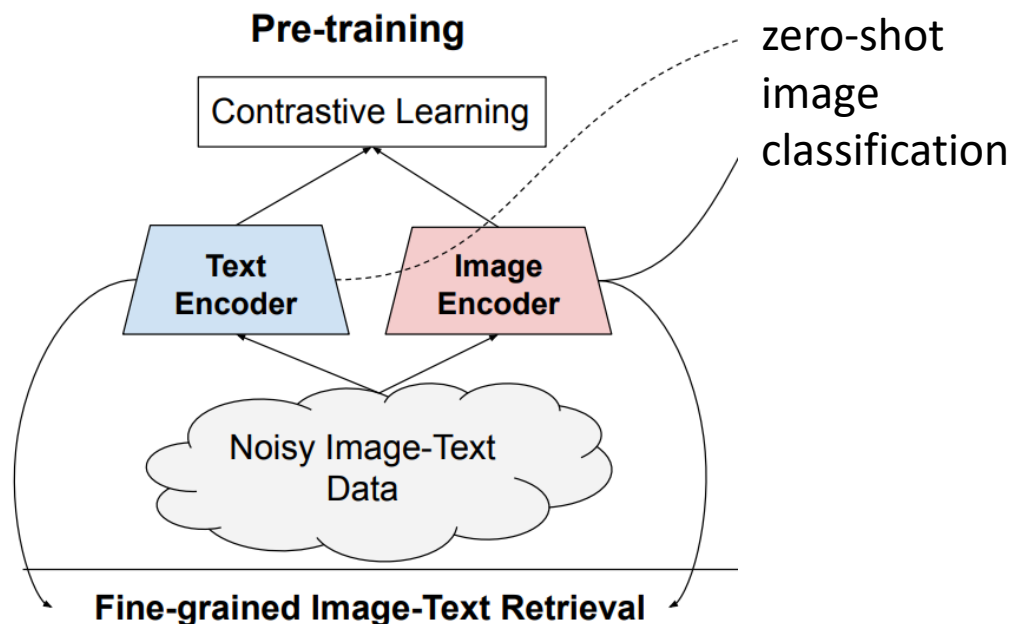 Pre-training
zero-shot
image
classification
Contrastive Learning
Text
Encoder
Image
Encoder
Noisy Image-Text
Data
Fine-grained Image-Text Retrieval